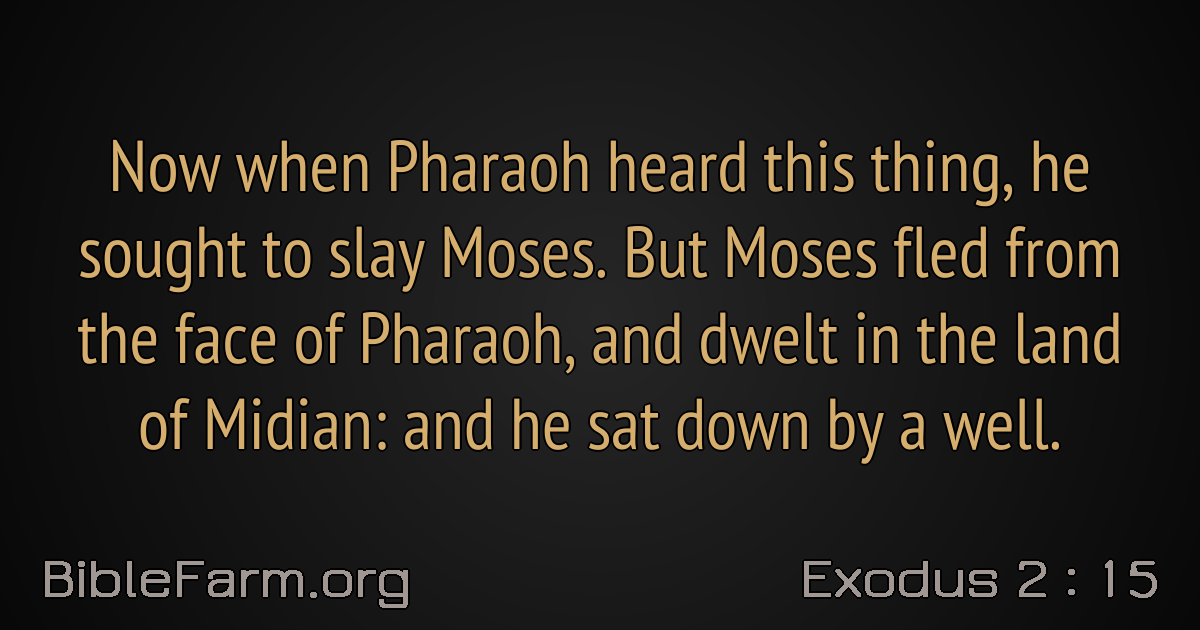 Now when Pharaoh heard this thing, he
sought to slay Moses. But Moses fled from
the face of Pharaoh, and dwelt in the land
of Midian: and he sat down by a well.
BibleFarm.org
Exodus 2 : 15